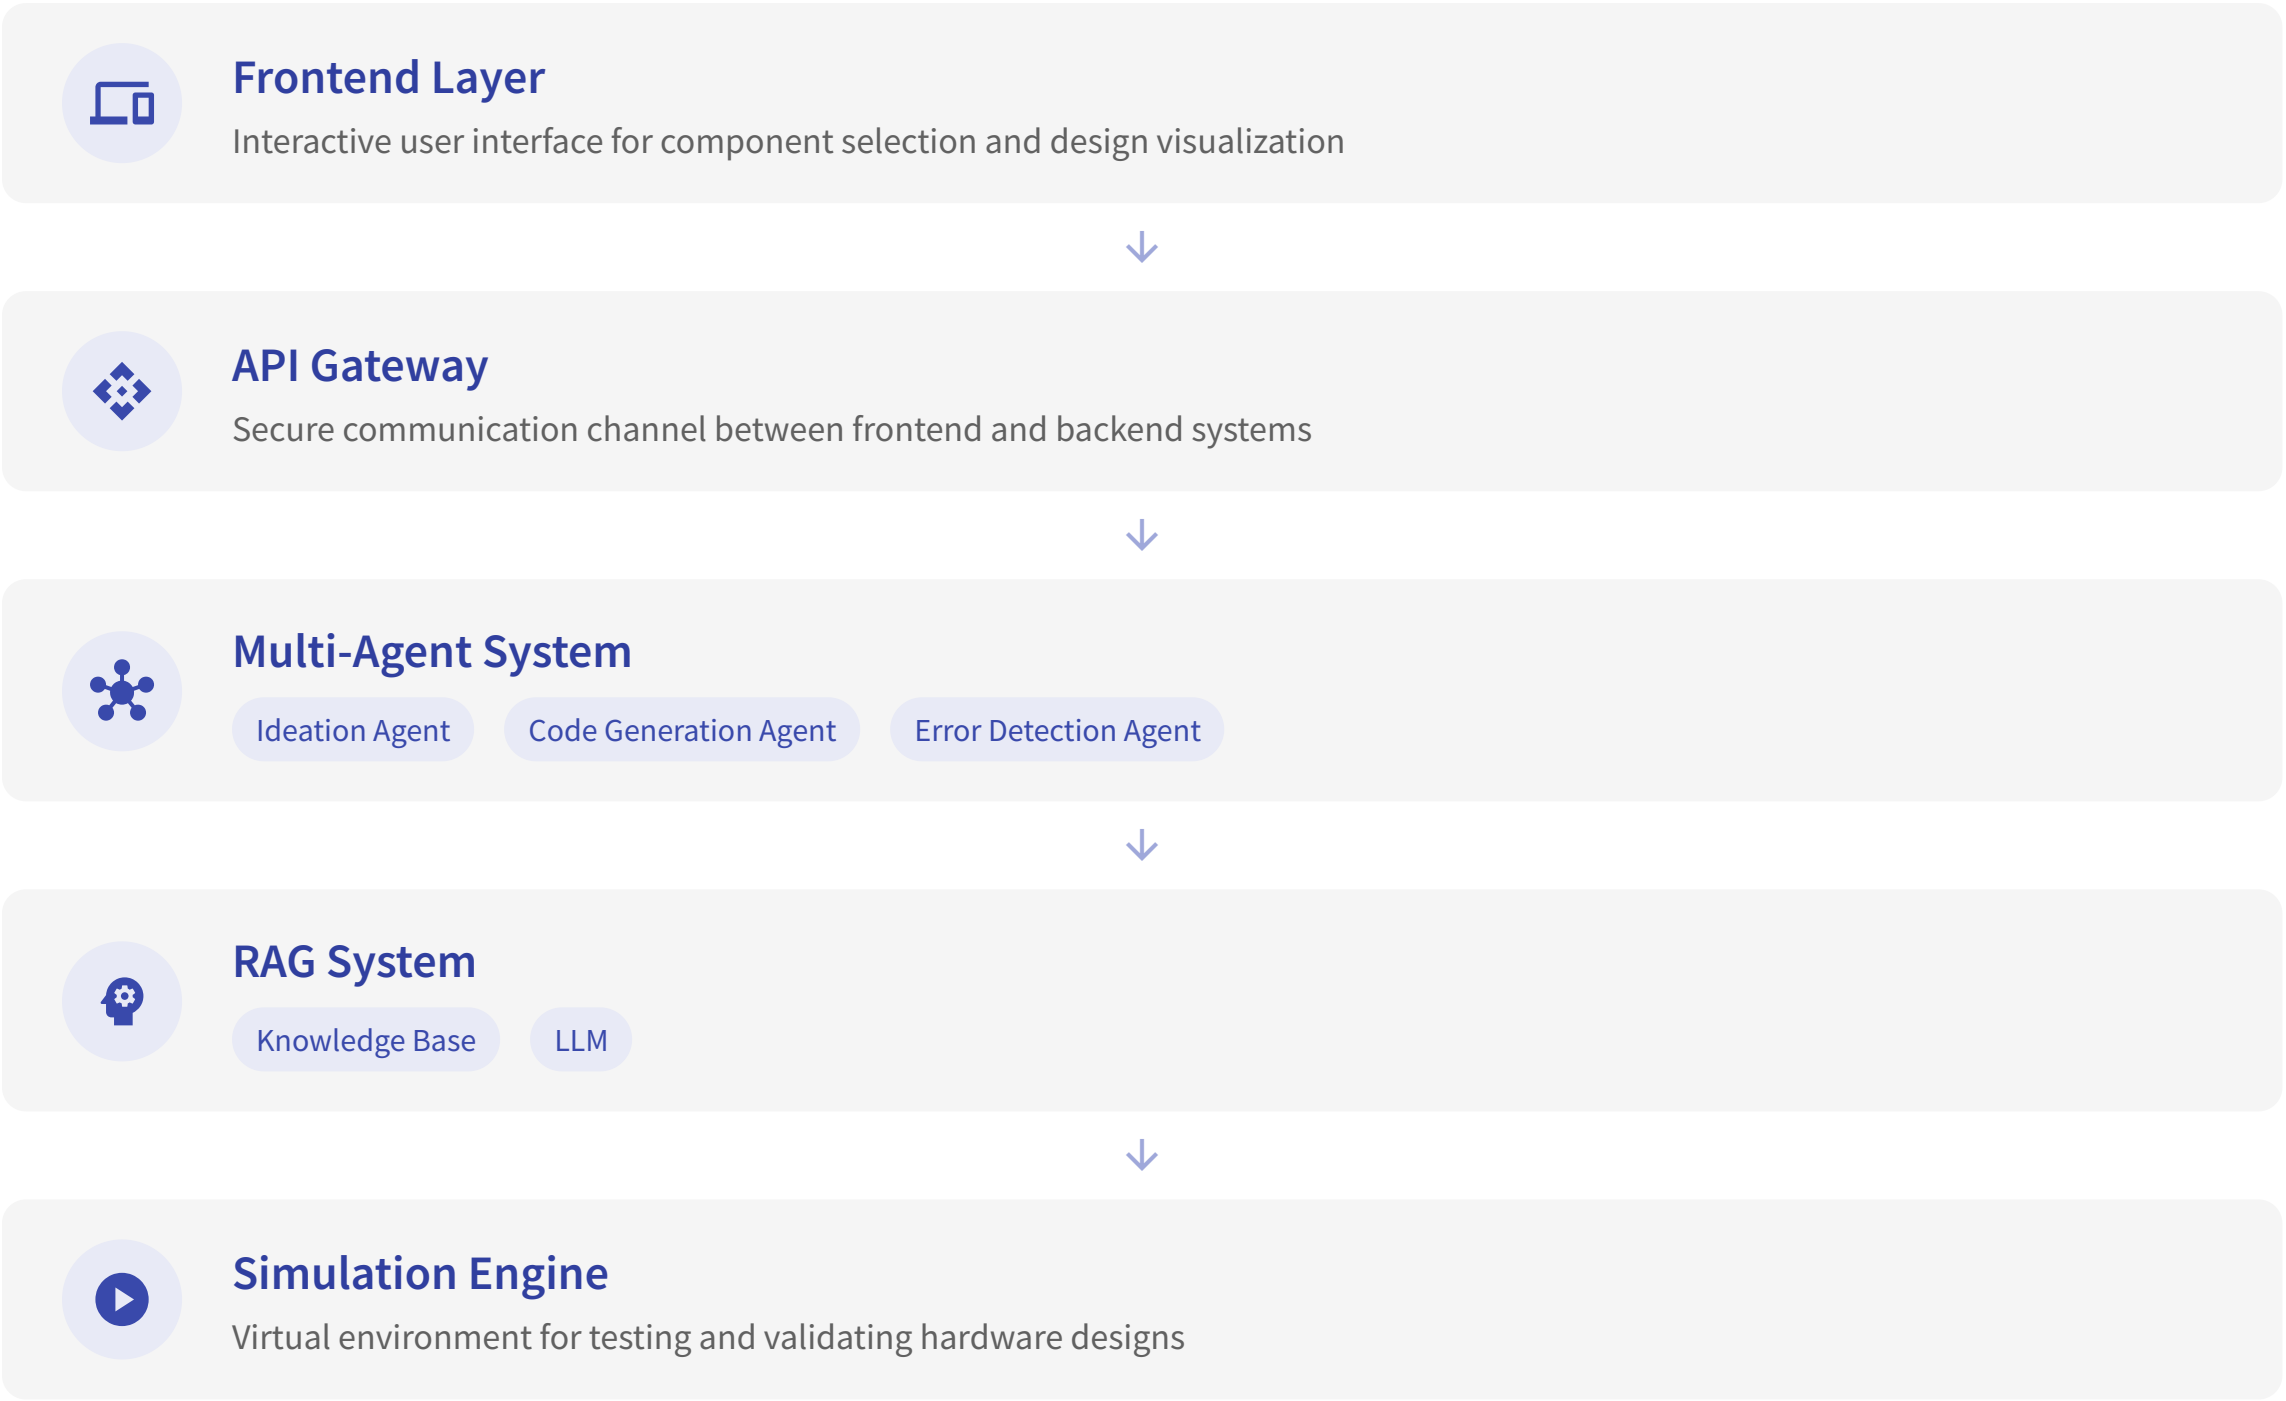 Frontend Layer
Interactive user interface for component selection and design visualization
API Gateway
Secure communication channel between frontend and backend systems
Multi-Agent System
Ideation Agent Code Generation Agent Error Detection Agent
RAG System
Knowledge Base LLM
Simulation Engine
Virtual environment for testing and validating hardware designs